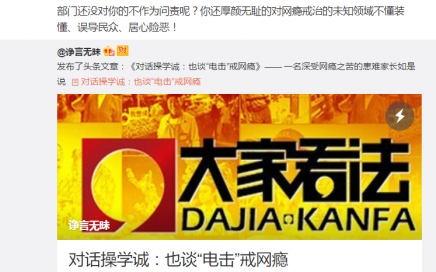 部门还没对你的不作为问责呢？你还厚颜无耻的对网瘾戒治的未知领域不懂装
懂、误导民众、居心险恶！
@诤言无昧
发布了头条文章：《对话操学诚：也谈“电击”戒网瘾》—— 一名深受网瘾之苦的患难家长如是
说 对话操学诚：也谈“电击”戒网瘾
大家看法
DAJIA KANFA
诤言无昧
对话操学诚：也谈“电击”戒网瘾